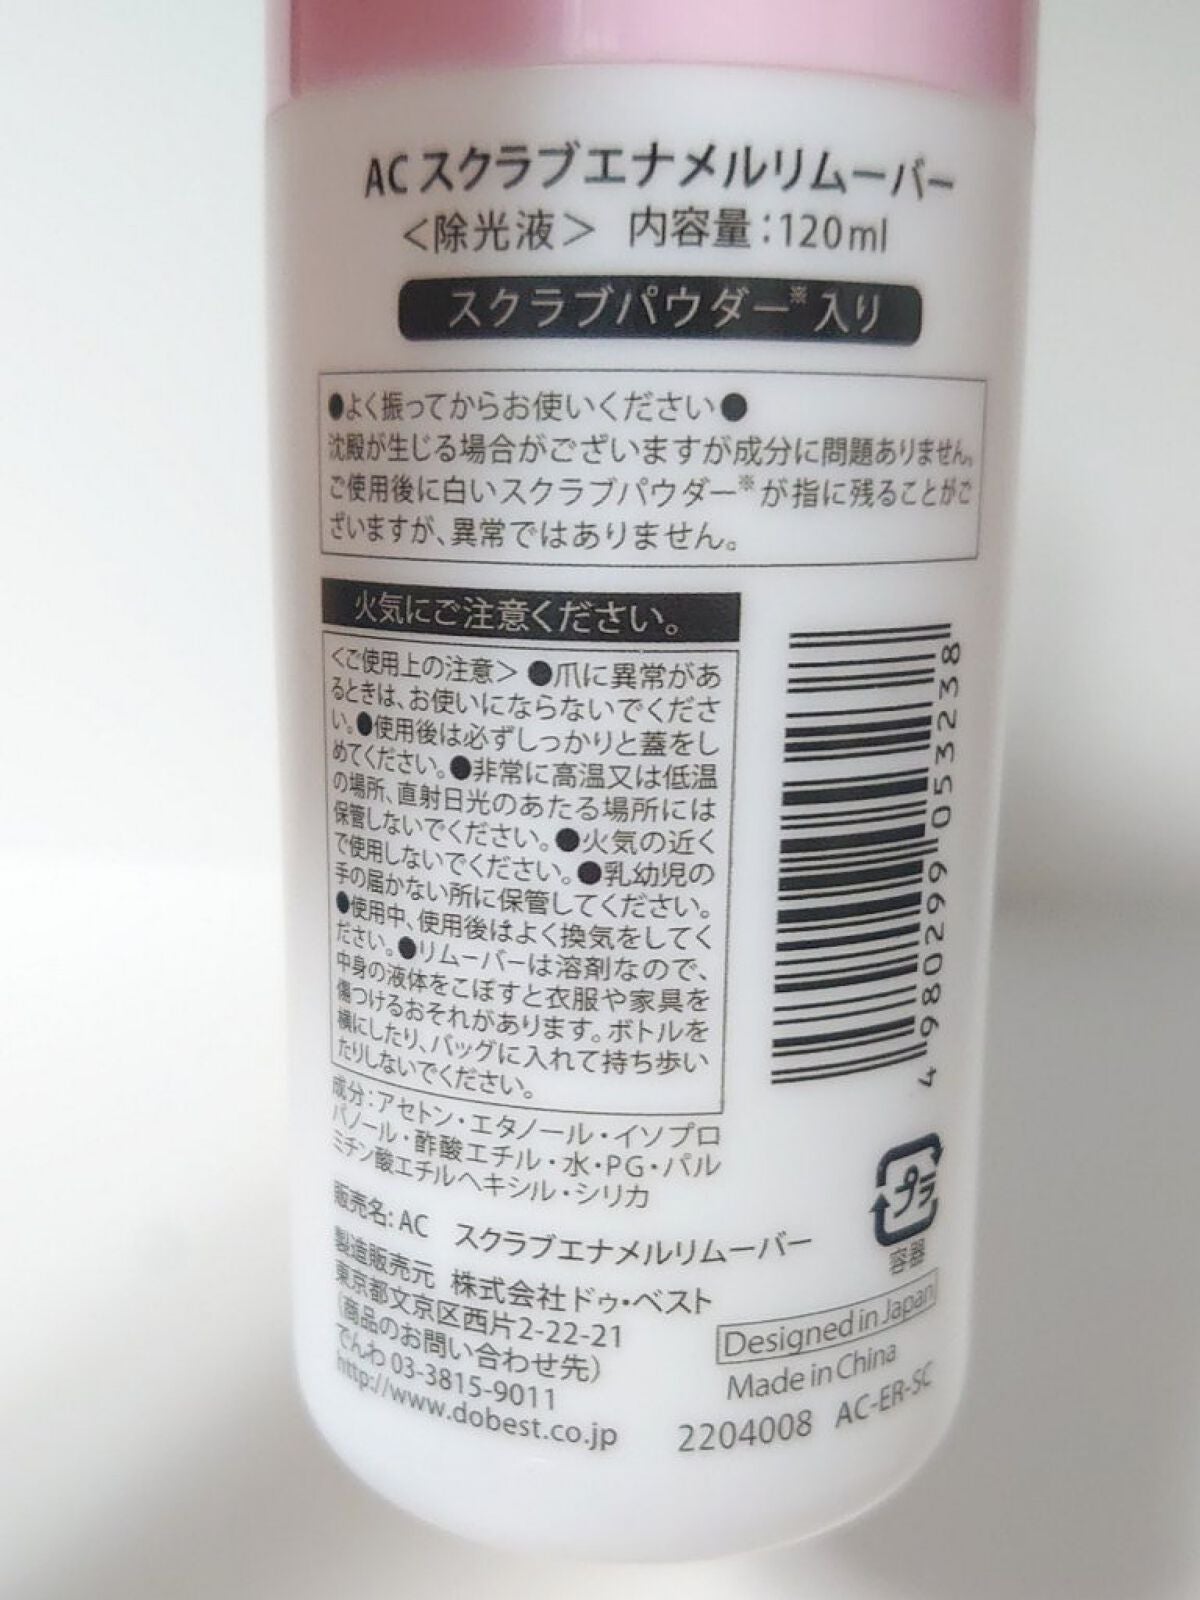 AC スクラブエナメルリムーバー
＜除光液＞ 内容量：120ml
スクラブパウダー※入り
●よく振ってからお使いください●
沈殿が生じる場合がございますが成分に問題ありません。
ご使用後に白いスクラブパウダー※が指に残ることがご
ざいますが、異常ではありません。
火気にご注意ください。
＜ご使用上の注意＞ ●爪に異常があ
るときは、お使いにならないでくださ
い。●使用後は必ずしっかりと蓋をし
めてください。●非常に高温又は低温
の場所、直射日光のあたる場所には
保管しないでください。●火気の近く
で使用しないでください。●乳幼児の
手の届かない所に保管してください。
●使用中、使用後はよく換気をしてく
ださい。●リムーバーは溶剤なので、
中身の液体をこぼすと衣服や家具を
傷つけるおそれがあります。ボトルを
横にしたり、バッグに入れて持ち歩い
たりしないでください。
成分：アセトン・エタノール・イソプロ
パノール・酢酸エチル・水・PG・パル
ミチン酸エチルヘキシル・シリカ
販売名：AC スクラブエナメルリムーバー
製造販売元 株式会社ドゥ・ベスト
東京都文京区西片2-22-21
（商品のお問い合わせ先）
でんわ 03-3815-9011
http://www.dobest.co.jp
4 980299 053238
プラ
容器
Designed in Japan
Made in China
2204008 AC-ER-SC